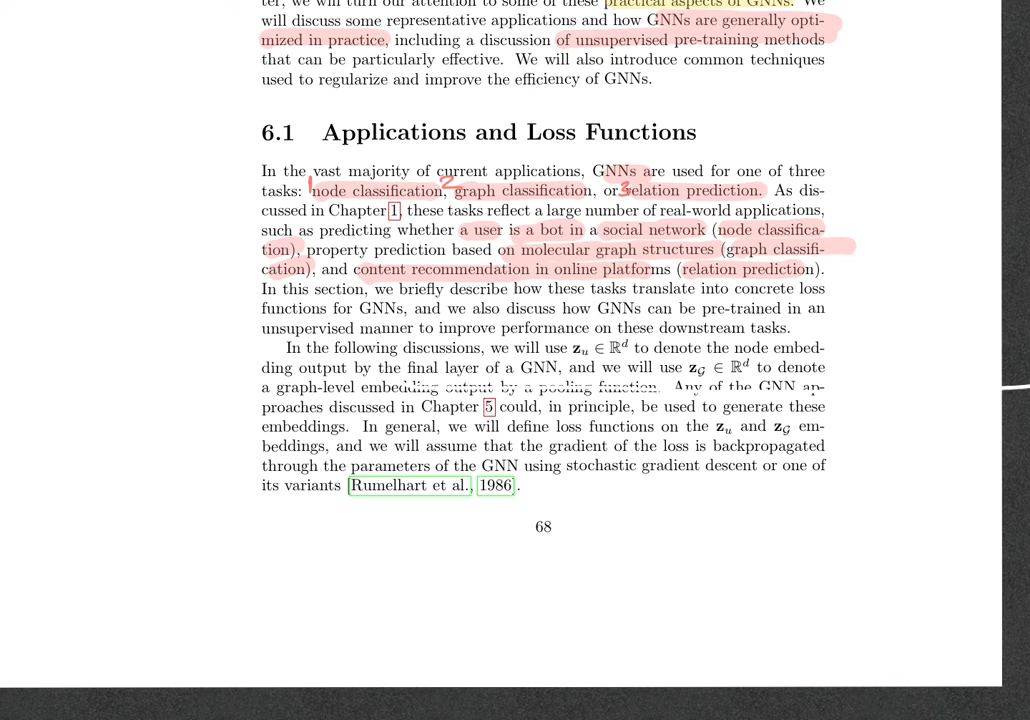 ter, we will turn our attention to some of these practical aspects of GNNs. We
will discuss some representative applications and how GNNs are generally opti-
mized in practice, including a discussion of unsupervised pre-training methods
that can be particularly effective. We will also introduce common techniques
used to regularize and improve the efficiency of GNNs.
6.1 Applications and Loss Functions
In the vast majority of current applications, GNNs are used for one of three
tasks: 1 node classification, 2 graph classification, or 3 relation prediction. As dis-
cussed in Chapter 1, these tasks reflect a large number of real-world applications,
such as predicting whether a user is a bot in a social network (node classifica-
tion), property prediction based on molecular graph structures (graph classifi-
cation), and content recommendation in online platforms (relation prediction).
In this section, we briefly describe how these tasks translate into concrete loss
functions for GNNs, and we also discuss how GNNs can be pre-trained in an
unsupervised manner to improve performance on these downstream tasks.
In the following discussions, we will use z_u ∈ ℝ^d to denote the node embed-
ding output by the final layer of a GNN, and we will use z_𝒢 ∈ ℝ^d to denote
a graph-level embedding output by a pooling function. Any of the GNN ap-
proaches discussed in Chapter 5 could, in principle, be used to generate these
embeddings. In general, we will define loss functions on the z_u and z_𝒢 em-
beddings, and we will assume that the gradient of the loss is backpropagated
through the parameters of the GNN using stochastic gradient descent or one of
its variants [Rumelhart et al., 1986].
68